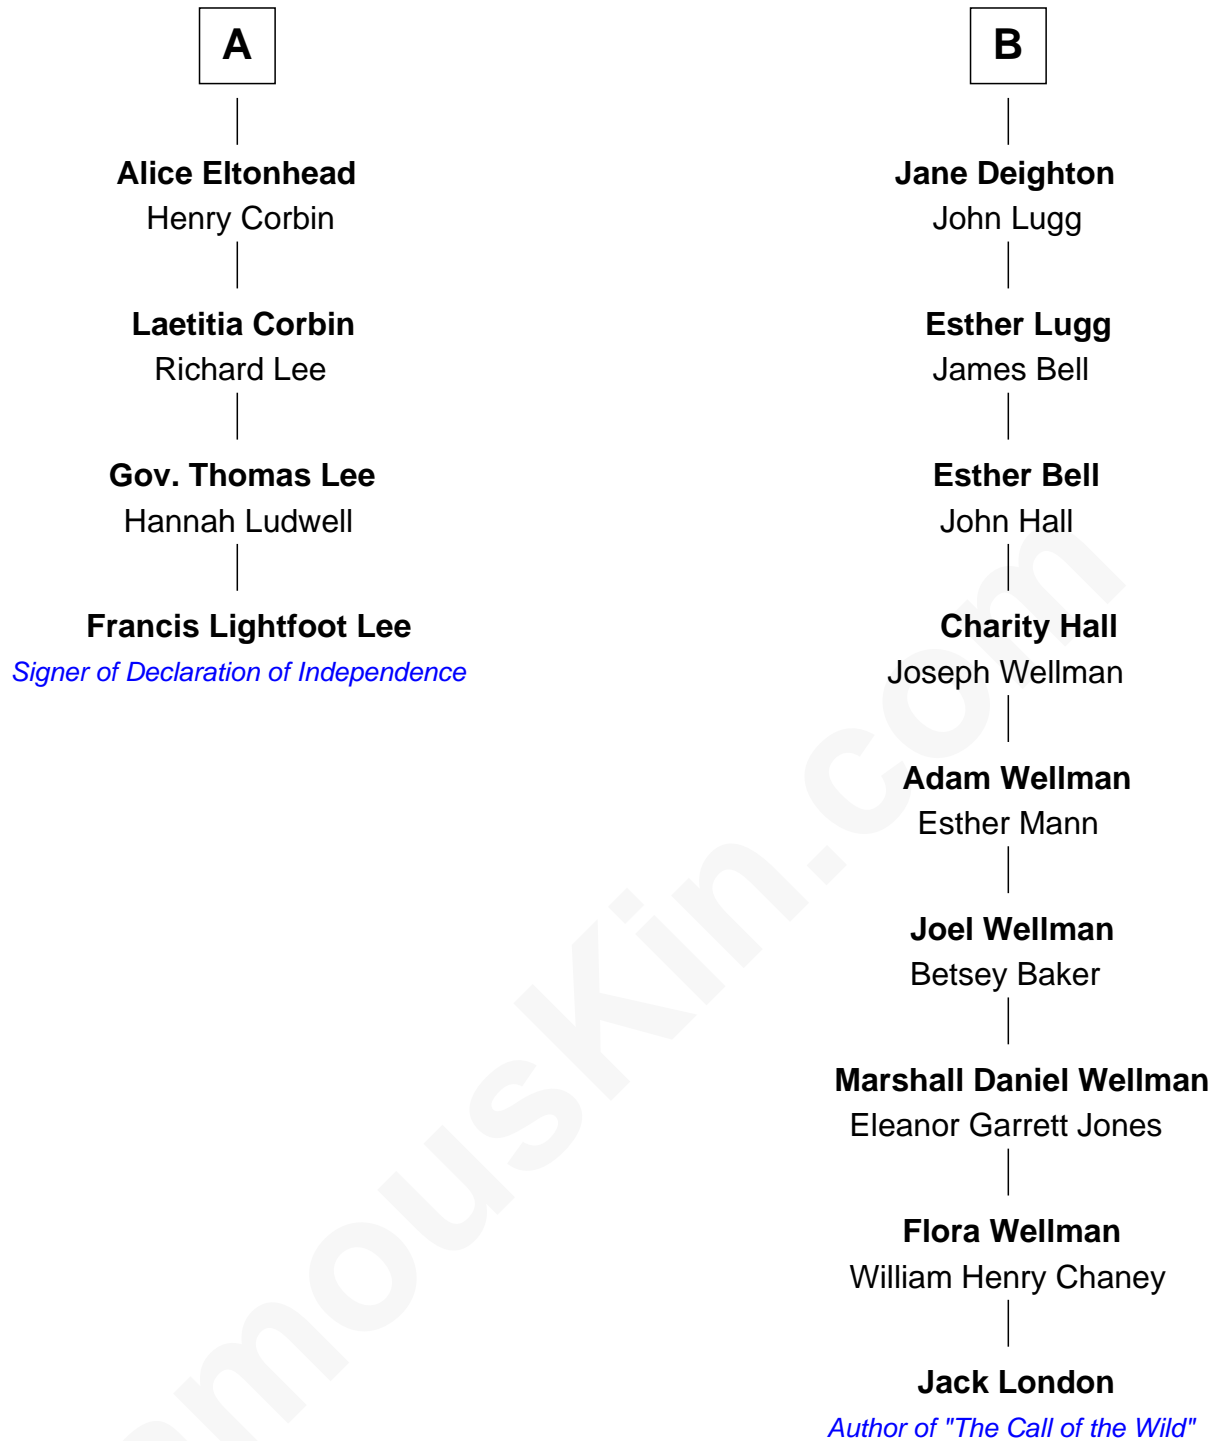 A
Alice Eltonhead
Henry Corbin
Laetitia Corbin
Richard Lee
Gov. Thomas Lee
Hannah Ludwell
Francis Lightfoot Lee
Signer of Declaration of Independence
B
Jane Deighton
John Lugg
Esther Lugg
James Bell
Esther Bell
John Hall
Charity Hall
Joseph Wellman
Adam Wellman
Esther Mann
Joel Wellman
Betsey Baker
Marshall Daniel Wellman
Eleanor Garrett Jones
Flora Wellman
William Henry Chaney
Jack London
Author of "The Call of the Wild"
amousKin.com